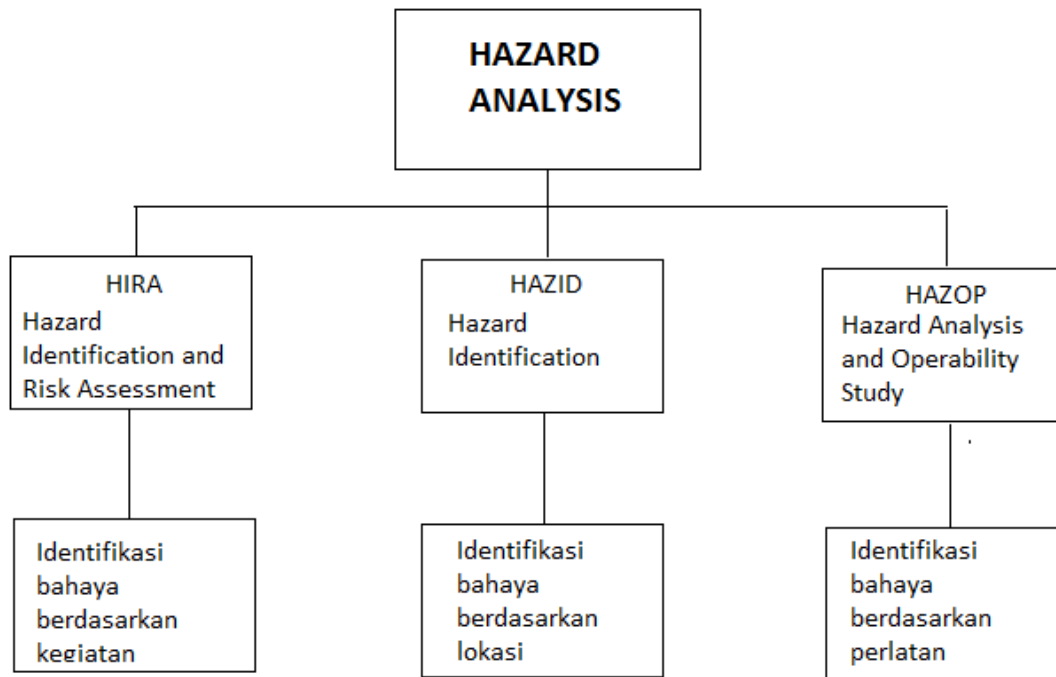 HAZARD
ANALYSIS
HIRA
Hazard
Identification and
Risk Assessment
HAZID
Hazard
Identification
HAZOP
Hazard Analysis
and Operability
Study
Identifikasi
bahaya
berdasarkan
kegiatan
Identifikasi
bahaya
berdasarkan
lokasi
Identifikasi
bahaya
berdasarkan
perlatan